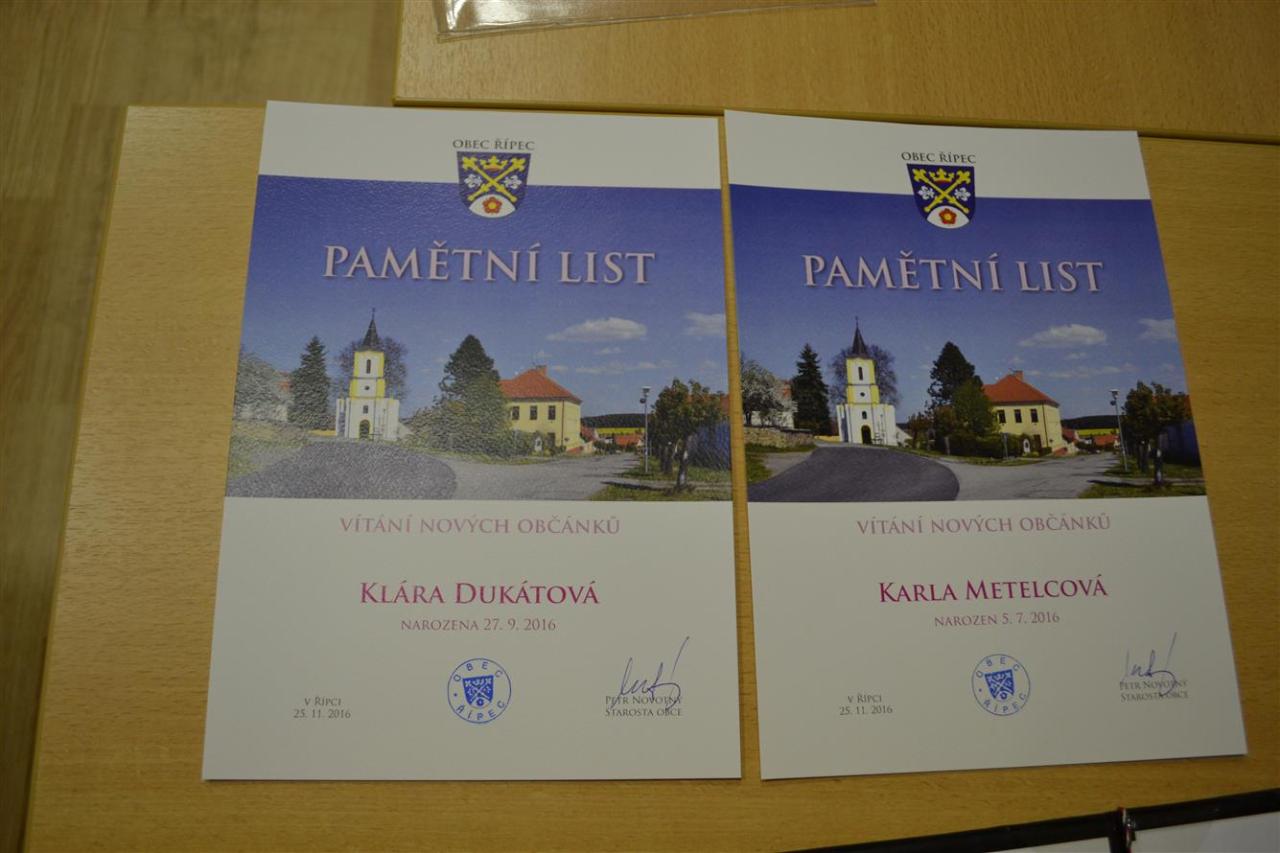 OBEC ŘÍPEC
PAMĚTNÍ LIST
VÍTÁNÍ NOVÝCH OBČÁNKŮ
KLÁRA DUKÁTOVÁ
NAROZENA 27. 9. 2016
V ŘÍPCI
25. 11. 2016
OBEC
ŘÍPEC
PETR NOVOTNÝ
STAROSTA OBCE
OBEC ŘÍPEC
PAMĚTNÍ LIST
VÍTÁNÍ NOVÝCH OBČÁNKŮ
KARLA METELCOVÁ
NAROZEN 5. 7. 2016
V ŘÍPCI
25. 11. 2016
OBEC
ŘÍPEC
PETR NOVOTNÝ
STAROSTA OBCE